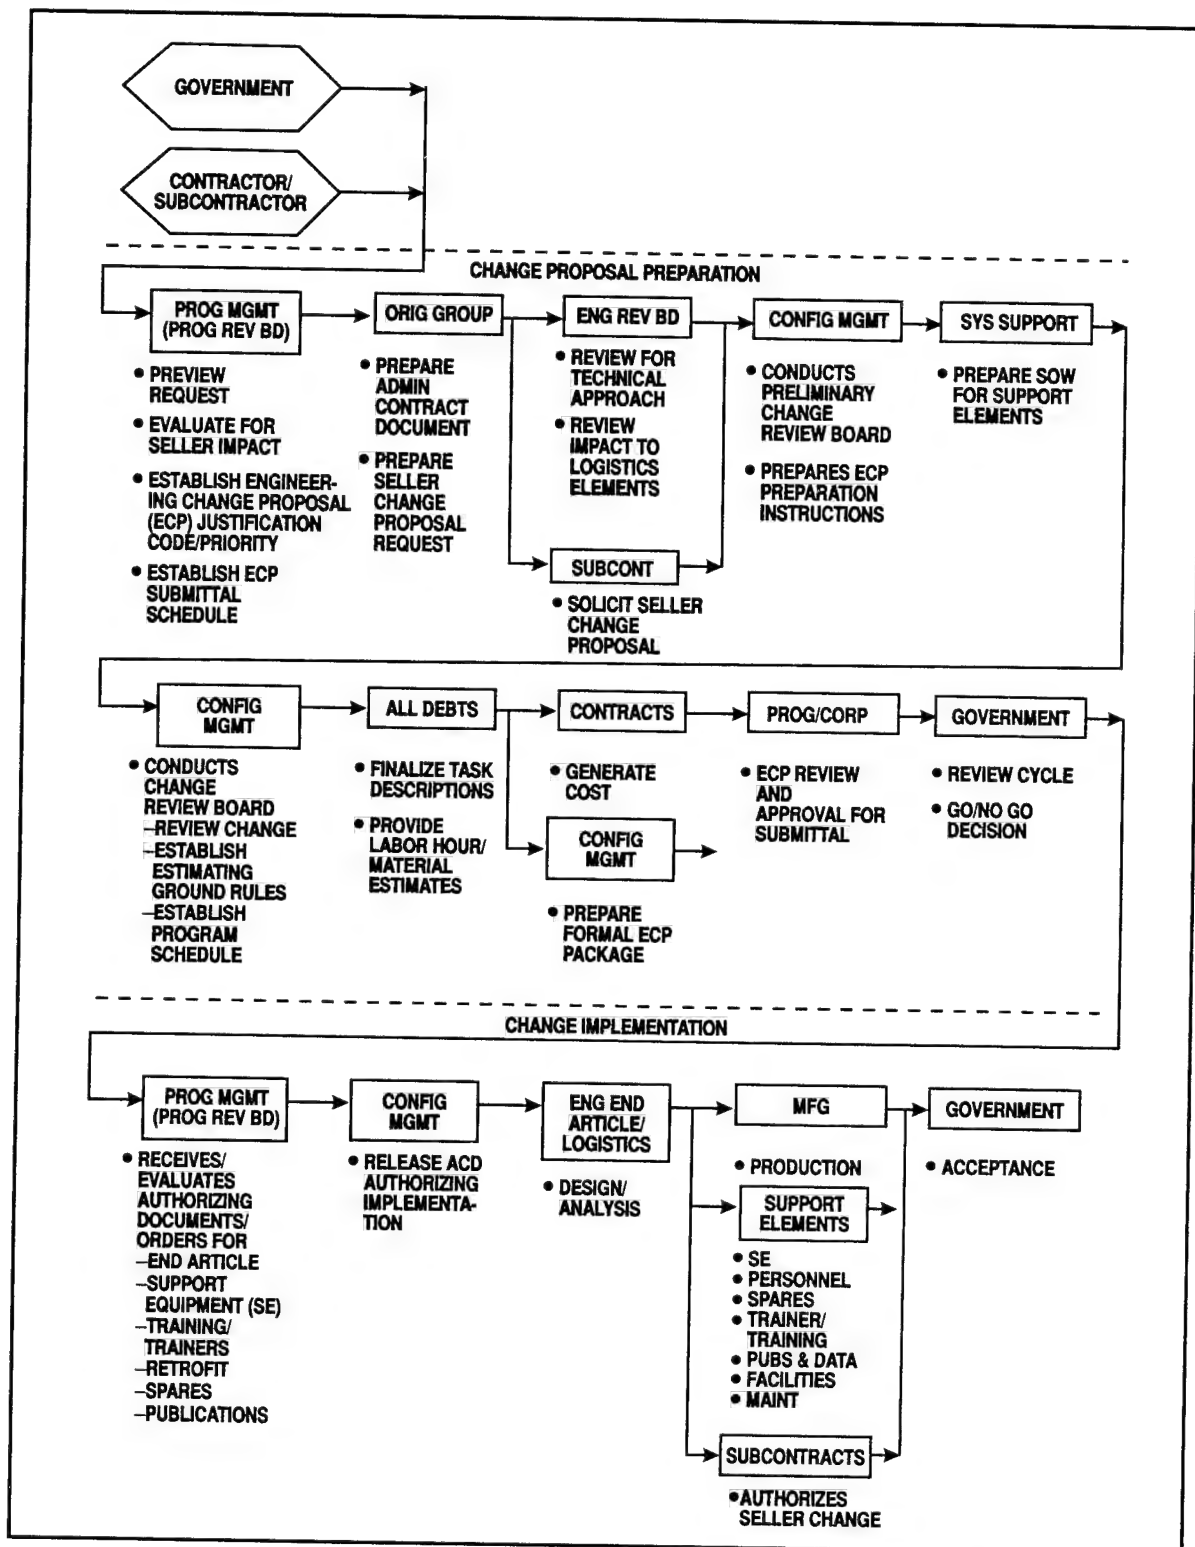 GOVERNMENT
CONTRACTOR/
SUBCONTRACTOR
CHANGE PROPOSAL PREPARATION
PROG MGMT
(PROG REV BD)
• PREVIEW
REQUEST
• EVALUATE FOR
SELLER IMPACT
• ESTABLISH ENGINEER-
ING CHANGE PROPOSAL
(ECP) JUSTIFICATION
CODE/PRIORITY
• ESTABLISH ECP
SUBMITTAL
SCHEDULE
ORIG GROUP
• PREPARE
ADMIN
CONTRACT
DOCUMENT
• PREPARE
SELLER
CHANGE
PROPOSAL
REQUEST
ENG REV BD
• REVIEW FOR
TECHNICAL
APPROACH
• REVIEW
IMPACT TO
LOGISTICS
ELEMENTS
SUBCONT
• SOLICIT SELLER
CHANGE
PROPOSAL
CONFIG MGMT
• CONDUCTS
PRELIMINARY
CHANGE
REVIEW BOARD
• PREPARES ECP
PREPARATION
INSTRUCTIONS
SYS SUPPORT
• PREPARE SOW
FOR SUPPORT
ELEMENTS
CONFIG
MGMT
• CONDUCTS
CHANGE
REVIEW BOARD
–REVIEW CHANGE
–ESTABLISH
ESTIMATING
GROUND RULES
–ESTABLISH
PROGRAM
SCHEDULE
ALL DEBTS
• FINALIZE TASK
DESCRIPTIONS
• PROVIDE
LABOR HOUR/
MATERIAL
ESTIMATES
CONTRACTS
• GENERATE
COST
CONFIG
MGMT
• PREPARE
FORMAL ECP
PACKAGE
PROG/CORP
• ECP REVIEW
AND
APPROVAL FOR
SUBMITTAL
GOVERNMENT
• REVIEW CYCLE
• GO/NO GO
DECISION
CHANGE IMPLEMENTATION
PROG MGMT
(PROG REV BD)
• RECEIVES/
EVALUATES
AUTHORIZING
DOCUMENTS/
ORDERS FOR
–END ARTICLE
–SUPPORT
EQUIPMENT (SE)
–TRAINING/
TRAINERS
–RETROFIT
–SPARES
–PUBLICATIONS
CONFIG
MGMT
• RELEASE ACD
AUTHORIZING
IMPLEMENTA-
TION
ENG END
ARTICLE/
LOGISTICS
• DESIGN/
ANALYSIS
MFG
• PRODUCTION
SUPPORT
ELEMENTS
• SE
• PERSONNEL
• SPARES
• TRAINER/
TRAINING
• PUBS & DATA
• FACILITIES
• MAINT
SUBCONTRACTS
• AUTHORIZES
SELLER CHANGE
GOVERNMENT
• ACCEPTANCE